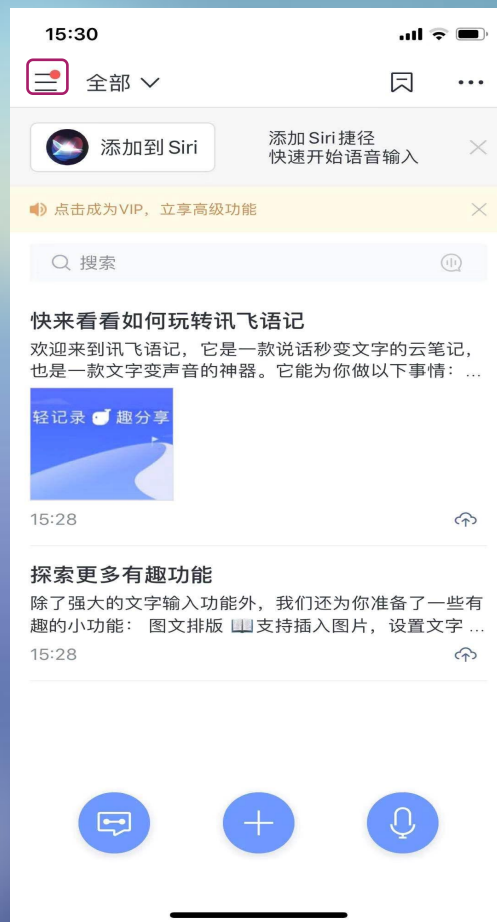 15:30
全部
添加到 Siri
添加 Siri 捷径
快速开始语音输入
点击成为VIP，立享高级功能
搜索
快来看看如何玩转讯飞语记
欢迎来到讯飞语记，它是一款说话秒变文字的云笔记，
也是一款文字变声音的神器。它能为你做以下事情：...
轻记录 趣分享
15:28
探索更多有趣功能
除了强大的文字输入功能外，我们还为你准备了一些有
趣的小功能： 图文排版 📖支持插入图片，设置文字 ...
15:28